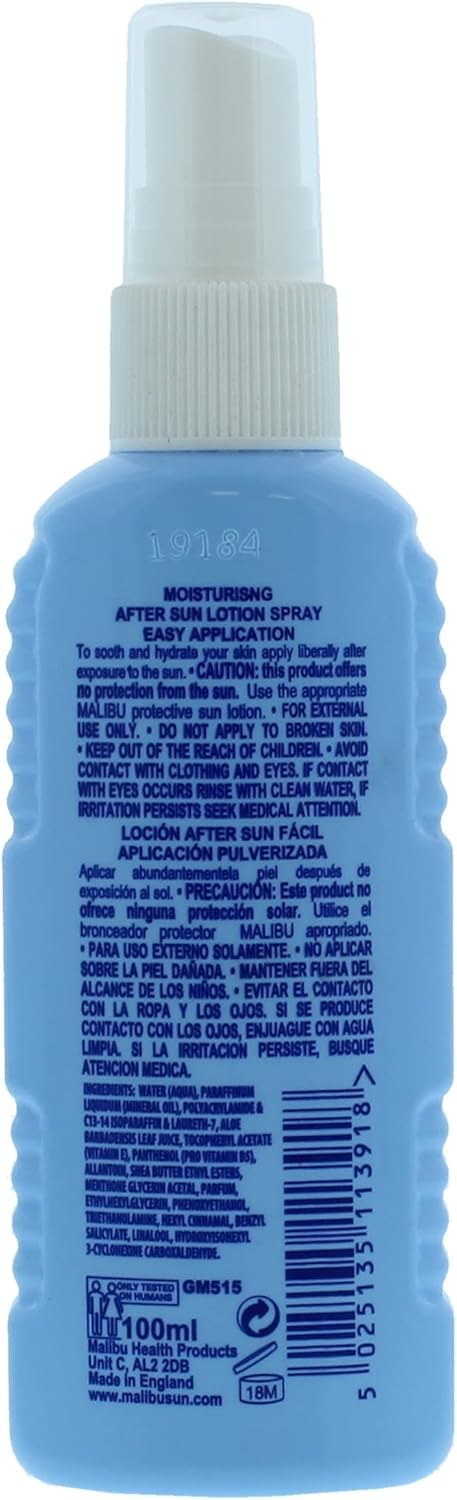 19184
MOISTURISNG
AFTER SUN LOTION SPRAY
EASY APPLICATION
To sooth and hydrate your skin apply liberally after
exposure to the sun. • CAUTION: this product offers
no protection from the sun. Use the appropriate
MALIBU protective sun lotion. • FOR EXTERNAL
USE ONLY. • DO NOT APPLY TO BROKEN SKIN.
• KEEP OUT OF THE REACH OF CHILDREN. • AVOID
CONTACT WITH CLOTHING AND EYES. IF CONTACT
WITH EYES OCCURS RINSE WITH CLEAN WATER, IF
IRRITATION PERSISTS SEEK MEDICAL ATTENTION.
LOCIÓN AFTER SUN FÁCIL
APLICACIÓN PULVERIZADA
Aplicar abundantementela piel después de
exposición al sol. • PRECAUCIÓN: Este product no
ofrece ninguna protección solar. Utilice el
bronceador protector MALIBU apropriado.
• PARA USO EXTERNO SOLAMENTE. • NO APLICAR
SOBRE LA PIEL DAÑADA. • MANTENER FUERA DEL
ALCANCE DE LOS NIÑOS. • EVITAR EL CONTACTO
CON LA ROPA Y LOS OJOS. SI SE PRODUCE
CONTACTO CON LOS OJOS, ENJUAGUE CON AGUA
LIMPIA. SI LA IRRITACION PERSISTE, BUSQUE
ATENCION MEDICA.
INGREDIENTS: WATER (AQUA), PARAFFINUM
LIQUIDUM (MINERAL OIL), POLYACRYLAMIDE &
C13-14 ISOPARAFFIN & LAURETH-7, ALOE
BARBADENSIS LEAF JUICE, TOCOPHERYL ACETATE
(VITAMIN E), PANTHENOL (PRO VITAMIN B5),
ALLANTOIN, SHEA BUTTER ETHYL ESTERS,
MENTHONE GLYCERIN ACETAL, PARFUM,
ETHYLHEXYLGLYCERIN, PHENOXYETHANOL,
TRIETHANOLAMINE, HEXYL CINNAMAL, BENZYL
SALICYLATE, LINALOOL, HYDROXYISOHEXYL
3-CYCLONEXINE CARBOXALDEHYDE.
ONLY TESTED
ON HUMANS
GM515
100ml
Malibu Health Products
Unit C, AL2 2DB
Made In England
www.malibusun.com
18M
5 025135 113918 >